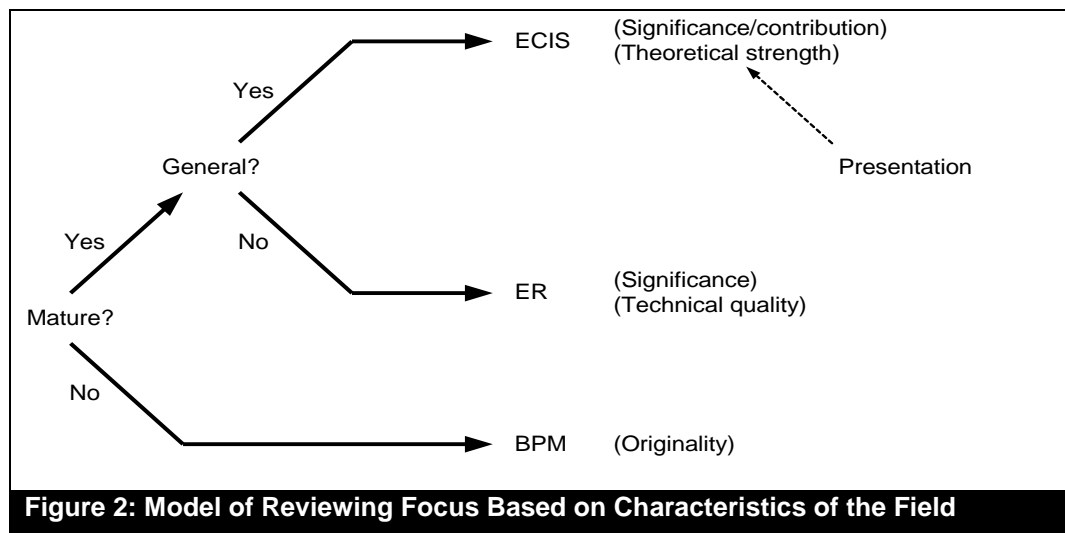 ECIS (Significance/contribution)
(Theoretical strength)
Yes
General? Presentation
Yes No
ER (Significance)
(Technical quality)
Mature?
No
BPM (Originality)
Figure 2: Model of Reviewing Focus Based on Characteristics of the Field